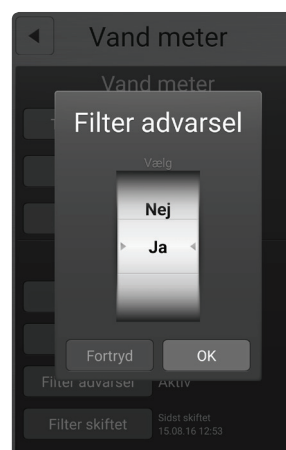 Vand meter
Vand meter
Filter advarsel
Vælg
Nej
Ja
Fortryd
OK
Filter advarsel
Aktiv
Filter skiftet
Sidst skiftet
15.08.16 12:53